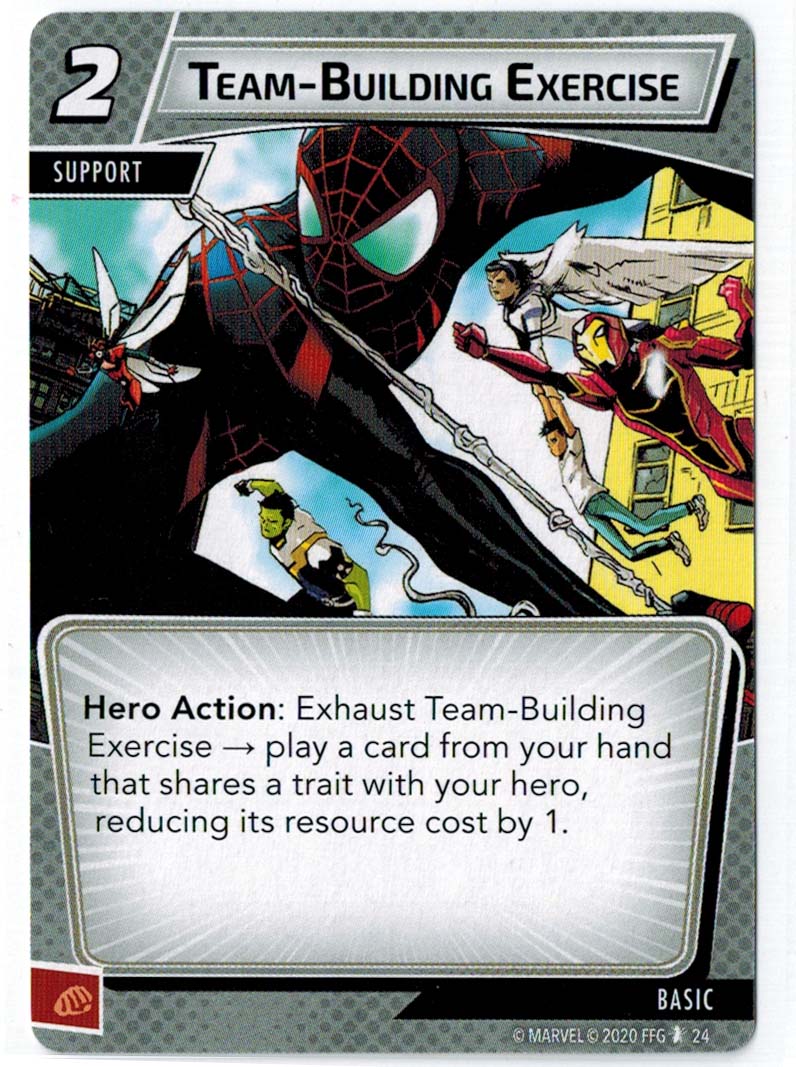 2
TEAM-BUILDING EXERCISE
SUPPORT
Hero Action: Exhaust Team-Building
Exercise → play a card from your hand
that shares a trait with your hero,
reducing its resource cost by 1.
BASIC
© MARVEL © 2020 FFG 24